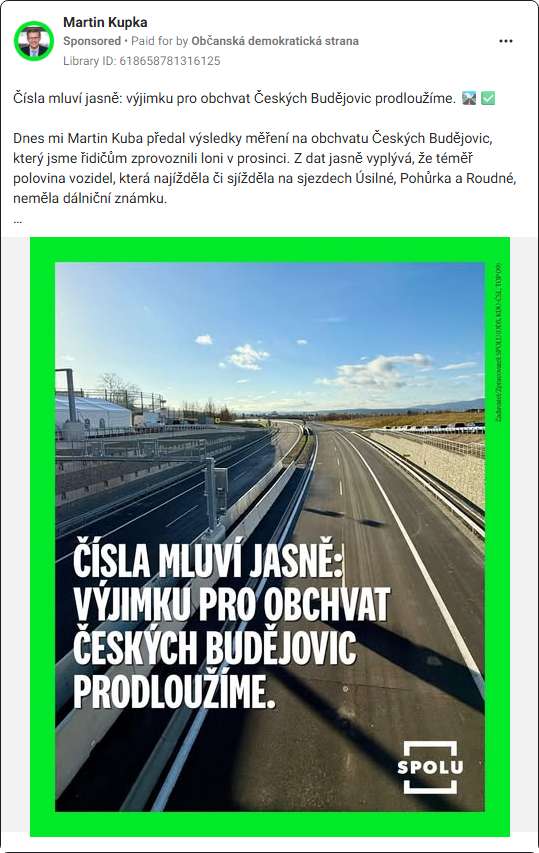 Martin Kupka
Sponsored • Paid for by Občanská demokratická strana
Library ID: 618658781316125
Čísla mluví jasně: výjimku pro obchvat Českých Budějovic prodloužíme.
Dnes mi Martin Kuba předal výsledky měření na obchvatu Českých Budějovic,
který jsme řidičům zprovoznili loni v prosinci. Z dat jasně vyplývá, že téměř
polovina vozidel, která najížděla či sjížděla na sjezdech Úsilné, Pohůrka a Roudné,
neměla dálniční známku.
...
Zadavatel/Zpracovatel:SPOLU (ODS, KDU-ČSL, TOP 09)
ČÍSLA MLUVÍ JASNĚ:
VÝJIMKU PRO OBCHVAT
ČESKÝCH BUDĚJOVIC
PRODLOUŽÍME.
SPOLU